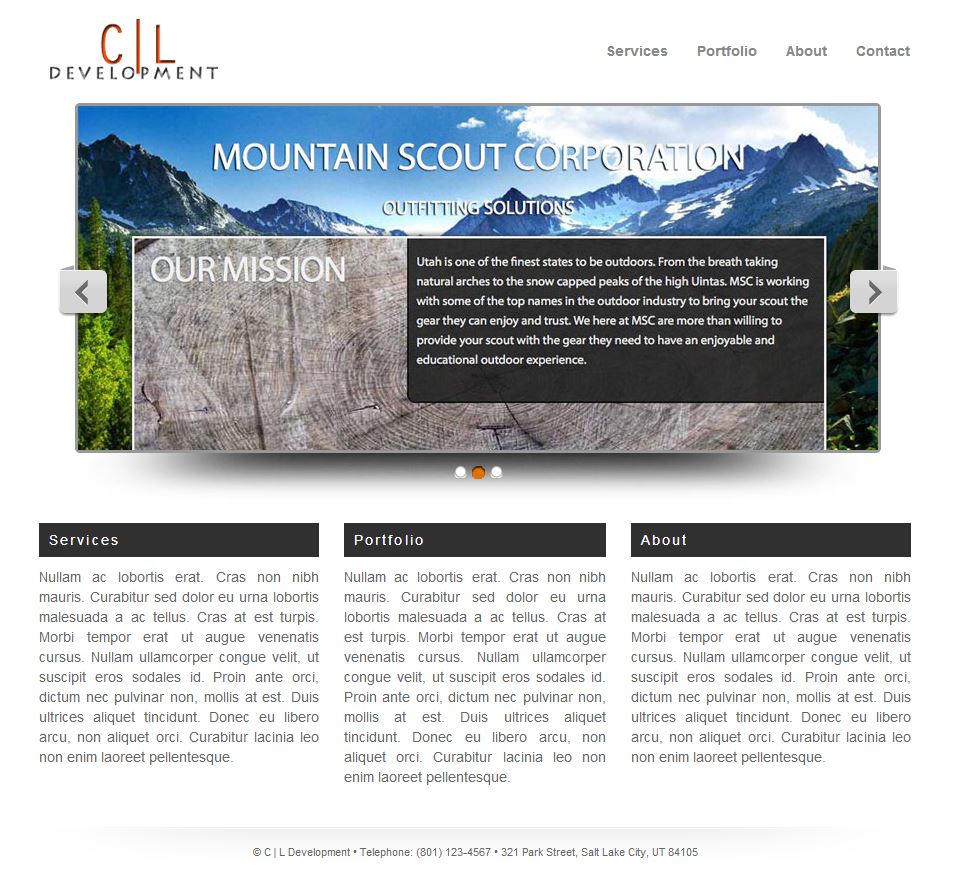 C|L
DEVELOPMENT
Services Portfolio About Contact
MOUNTAIN SCOUT CORPORATION
OUTFITTING SOLUTIONS
OUR MISSION
Utah is one of the finest states to be outdoors. From the breath taking
natural arches to the snow capped peaks of the high Uintas. MSC is working
with some of the top names in the outdoor industry to bring your scout the
gear they can enjoy and trust. We here at MSC are more than willing to
provide your scout with the gear they need to have an enjoyable and
educational outdoor experience.
Services
Nullam ac lobortis erat. Cras non nibh
mauris. Curabitur sed dolor eu urna lobortis
malesuada a ac tellus. Cras at est turpis.
Morbi tempor erat ut augue venenatis
cursus. Nullam ullamcorper congue velit, ut
suscipit eros sodales id. Proin ante orci,
dictum nec pulvinar non, mollis at est. Duis
ultrices aliquet tincidunt. Donec eu libero
arcu, non aliquet orci. Curabitur lacinia leo
non enim laoreet pellentesque.
Portfolio
Nullam ac lobortis erat. Cras non nibh
mauris. Curabitur sed dolor eu urna
lobortis malesuada a ac tellus. Cras at
est turpis. Morbi tempor erat ut augue
venenatis cursus. Nullam ullamcorper
congue velit, ut suscipit eros sodales id.
Proin ante orci, dictum nec pulvinar non,
mollis at est. Duis ultrices aliquet
tincidunt. Donec eu libero arcu, non
aliquet orci. Curabitur lacinia leo non
enim laoreet pellentesque.
About
Nullam ac lobortis erat. Cras non nibh
mauris. Curabitur sed dolor eu urna lobortis
malesuada a ac tellus. Cras at est turpis.
Morbi tempor erat ut augue venenatis
cursus. Nullam ullamcorper congue velit, ut
suscipit eros sodales id. Proin ante orci,
dictum nec pulvinar non, mollis at est. Duis
ultrices aliquet tincidunt. Donec eu libero
arcu, non aliquet orci. Curabitur lacinia leo
non enim laoreet pellentesque.
© C | L Development • Telephone: (801) 123-4567 • 321 Park Street, Salt Lake City, UT 84105